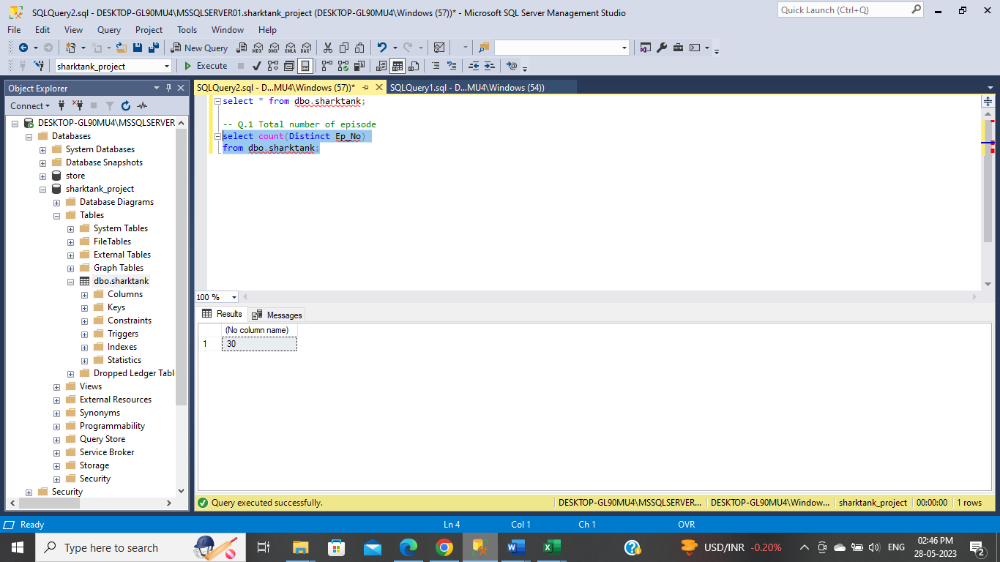 SQLQuery2.sql - DESKTOP-GL90MU4\MSSQLSERVER01.sharktank_project (DESKTOP-GL90MU4\Windows (57))* - Microsoft SQL Server Management Studio
Quick Launch (Ctrl+Q)
File Edit View Query Project Tools Window Help
New Query
MDX DMX XMLA DAX
sharktank_project
Execute
Object Explorer
Connect
DESKTOP-GL90MU4\MSSQLSERVER
Databases
System Databases
Database Snapshots
store
sharktank_project
Database Diagrams
Tables
System Tables
FileTables
External Tables
Graph Tables
dbo.sharktank
Columns
Keys
Constraints
Triggers
Indexes
Statistics
Dropped Ledger Tabl
Views
External Resources
Synonyms
Programmability
Query Store
Service Broker
Storage
Security
Security
SQLQuery2.sql - D...MU4\Windows (57))*
SQLQuery1.sql - D...MU4\Windows (54))
select * from dbo.sharktank;
-- Q.1 Total number of episode
select count(Distinct Ep_No)
from dbo.sharktank;
100 %
Results
Messages
(No column name)
1 30
Query executed successfully.
DESKTOP-GL90MU4\MSSQLSERVER...
DESKTOP-GL90MU4\Window...
sharktank_project
00:00:00
1 rows
Ready
Ln 4
Col 1
Ch 1
OVR
Type here to search
USD/INR -0.20%
ENG
02:46 PM
28-05-2023
2